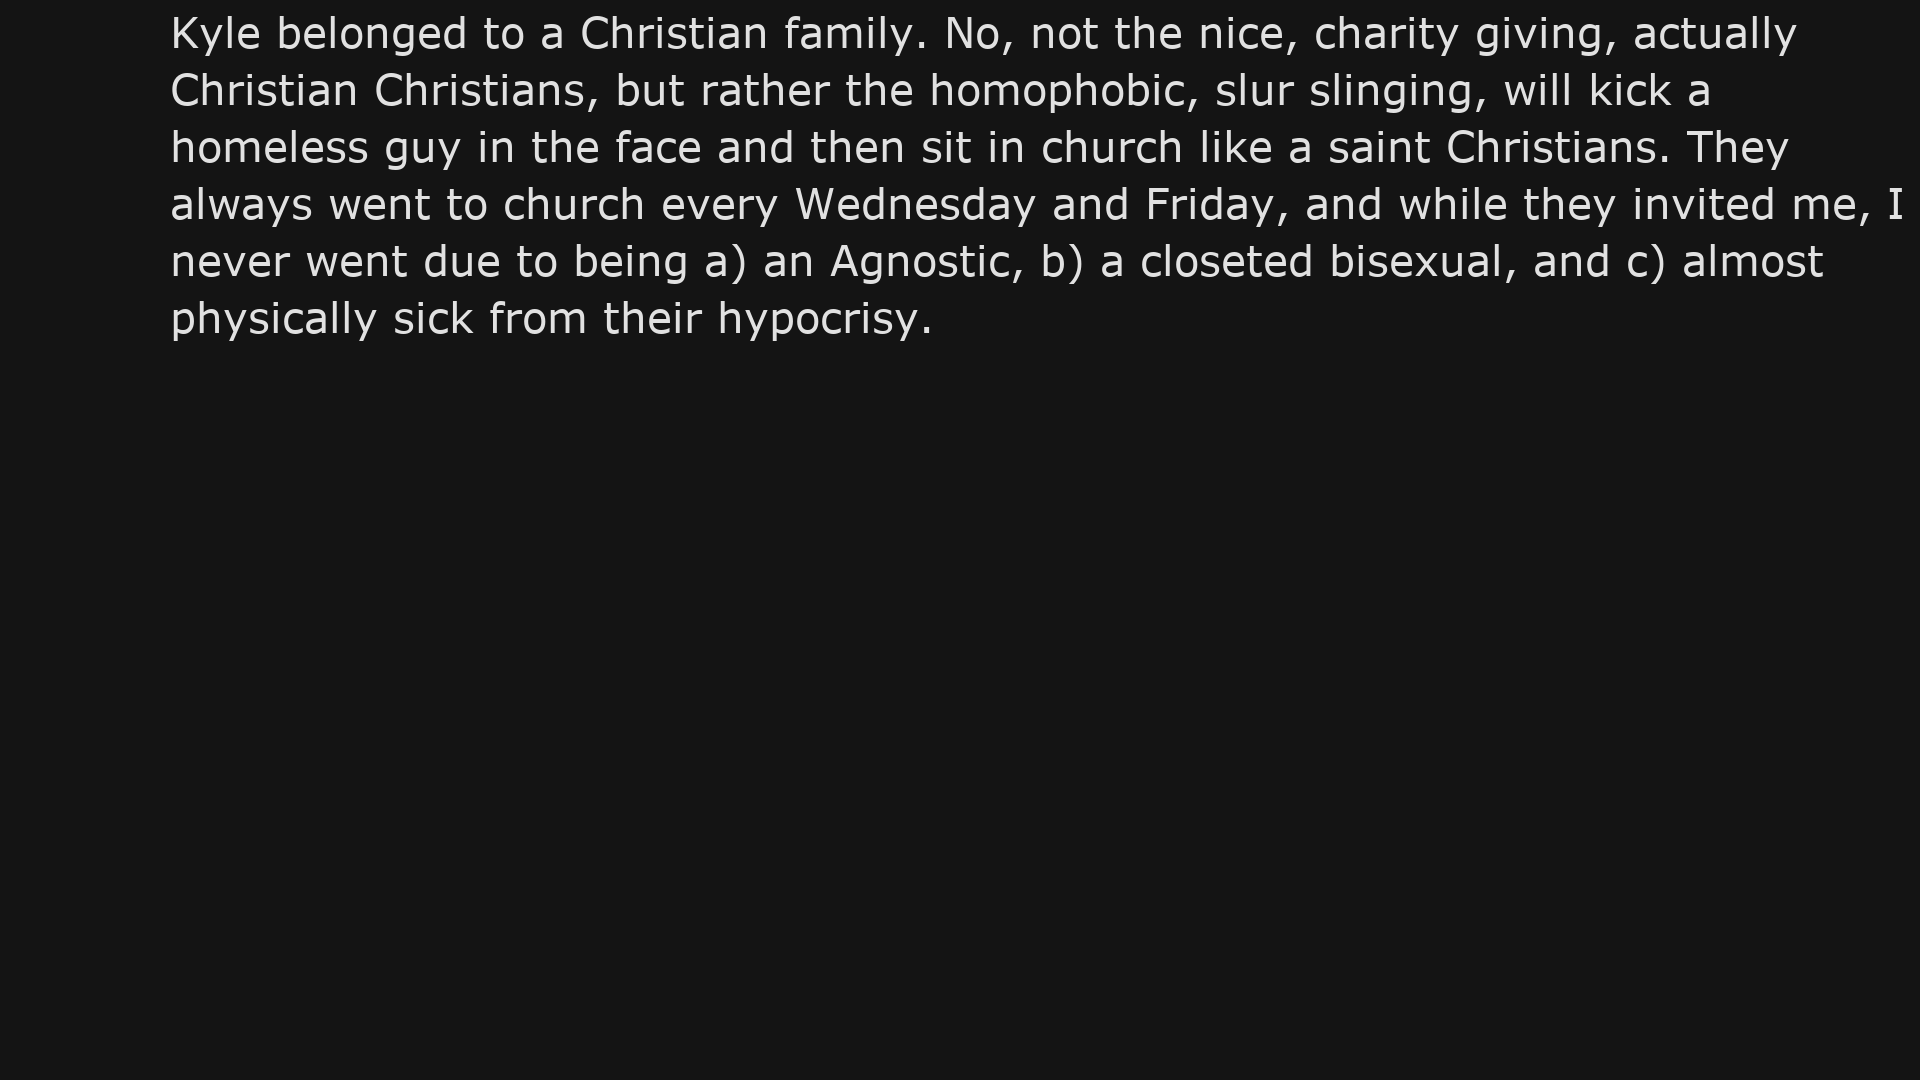 Kyle belonged to a Christian family. No, not the nice, charity giving, actually
Christian Christians, but rather the homophobic, slur slinging, will kick a
homeless guy in the face and then sit in church like a saint Christians. They
always went to church every Wednesday and Friday, and while they invited me, I
never went due to being a) an Agnostic, b) a closeted bisexual, and c) almost
physically sick from their hypocrisy.